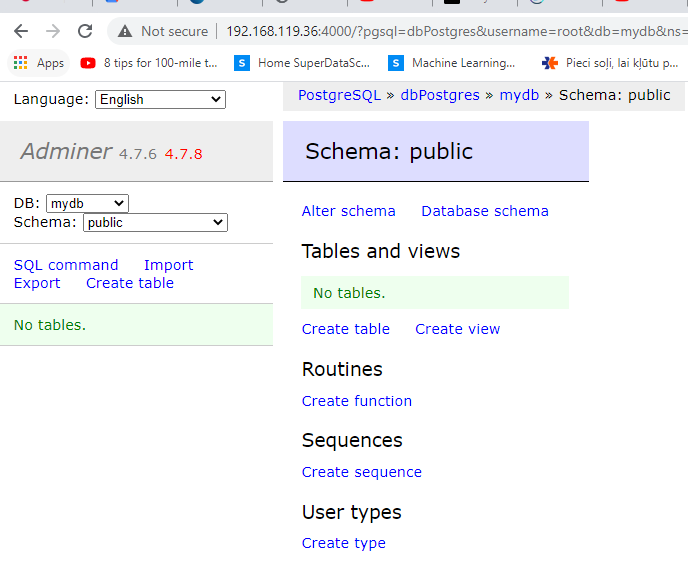 Not secure | 192.168.119.36:4000/?pgsql=dbPostgres&username=root&db=mydb&ns=
Apps 8 tips for 100-mile t... Home SuperDataSc... Machine Learning... Pieci soļi, lai kļūtu p...
Language: English
PostgreSQL » dbPostgres » mydb » Schema: public
Adminer 4.7.6 4.7.8
Schema: public
DB: mydb
Schema: public
SQL command Import
Export Create table
No tables.
Alter schema Database schema
Tables and views
No tables.
Create table Create view
Routines
Create function
Sequences
Create sequence
User types
Create type